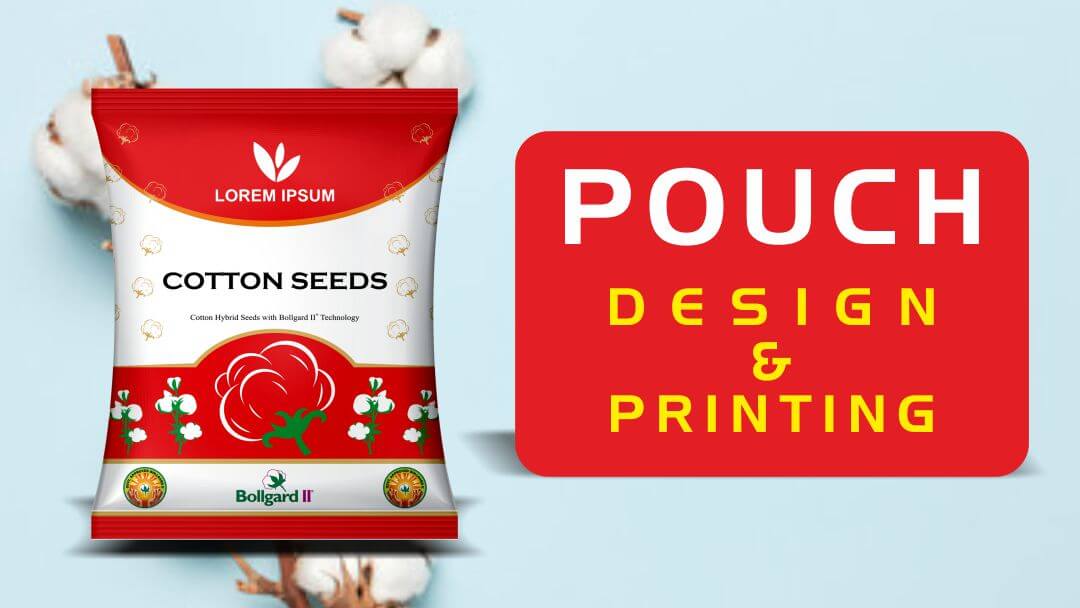 LOREM IPSUM
COTTON SEEDS
Cotton Hybrid Seeds with Bollgard II® Technology
Bollgard II®
POUCH
DESIGN
&
PRINTING